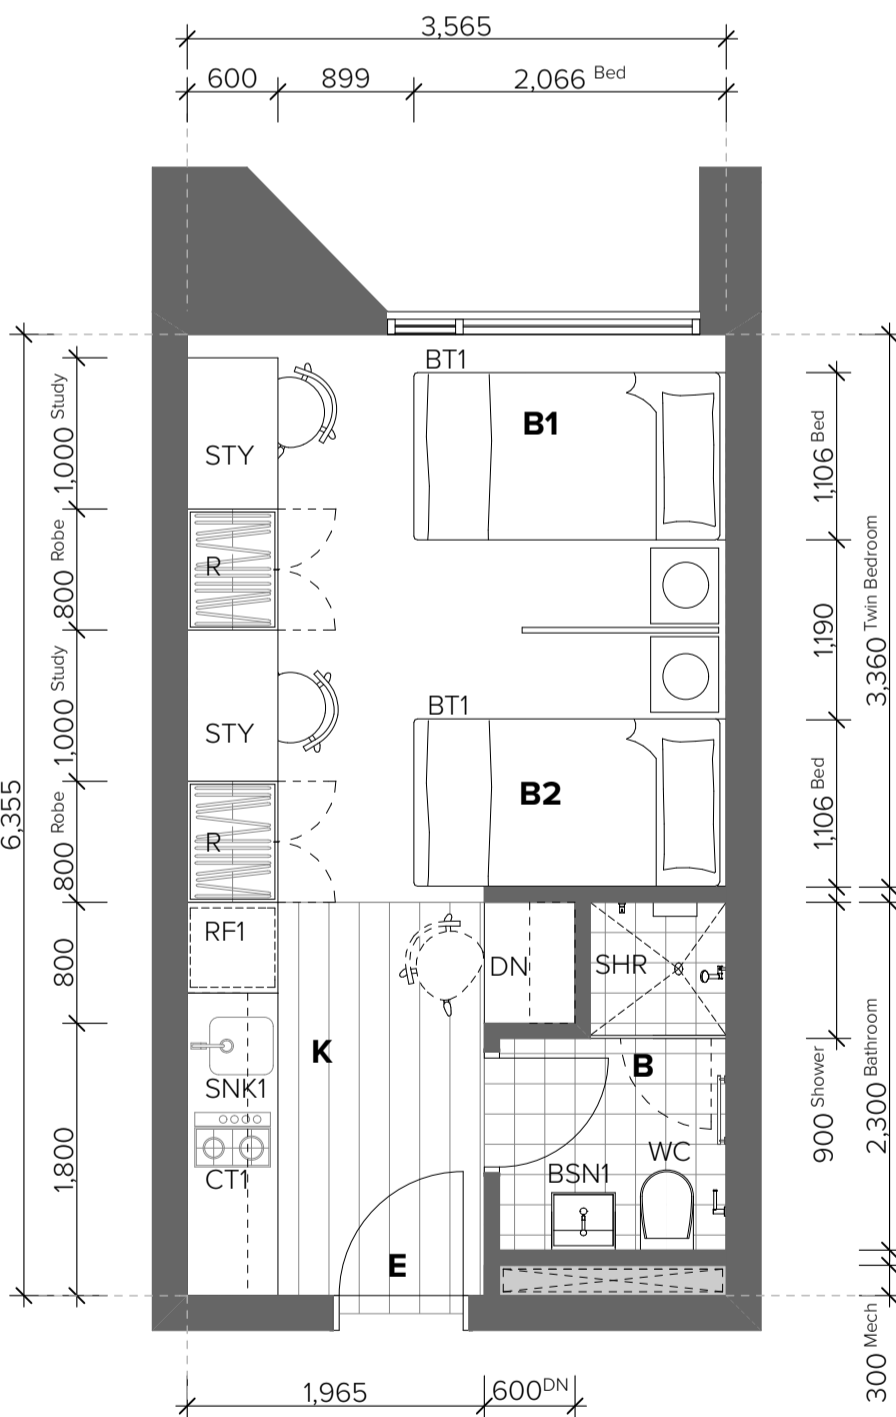 3,565
600 899 2,066 Bed
BT1
B1
STY
1,000 Study
1,106 Bed
R
800 Robe
1,190
3,360 Twin Bedroom
BT1
STY
1,000 Study
B2
6,355
R
800 Robe
1,106 Bed
RF1
800
DN
SHR
K
B
SNK1
900 Shower
2,300 Bathroom
CT1
1,800
WC
BSN1
E
300 Mech
1,965 600 DN